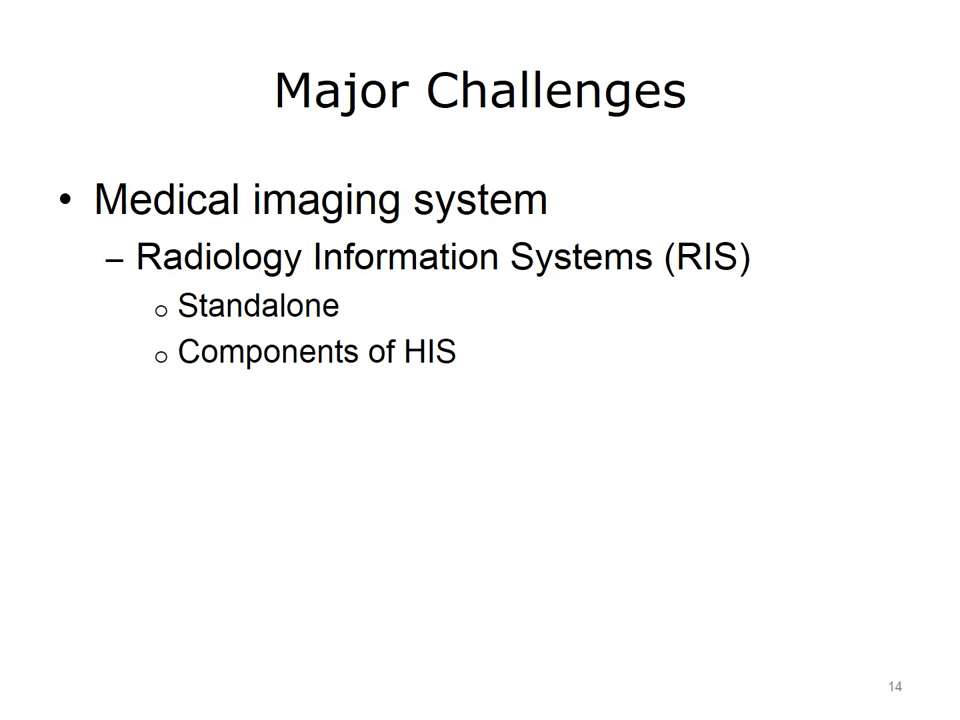 Major Challenges
• Medical imaging system
– Radiology Information Systems (RIS)
o Standalone
o Components of HIS
14